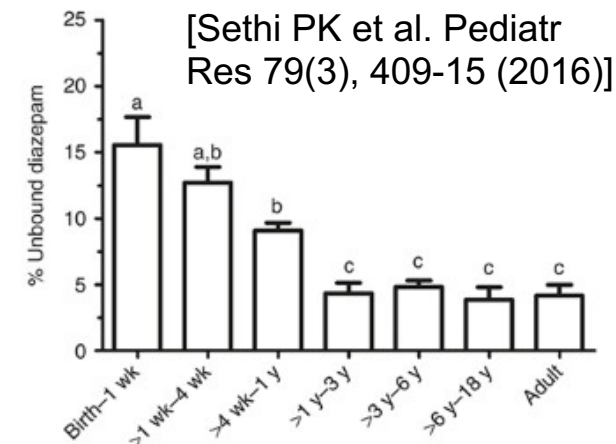 [Sethi PK et al. Pediatr
Res 79(3), 409-15 (2016)]
% Unbound diazepam
25
20
15
10
5
0
a
a,b
b
c
c
c
c
Birth–1 wk
>1 wk–4 wk
>4 wk–1 y
>1 y–3 y
>3 y–6 y
>6 y–18 y
Adult